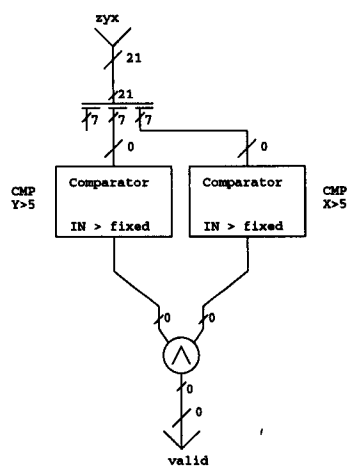 zyx
21
21
7 7 7
0 0
CMP Y>5
Comparator
IN > fixed
Comparator
IN > fixed
CMP X>5
0 0
0
0
valid